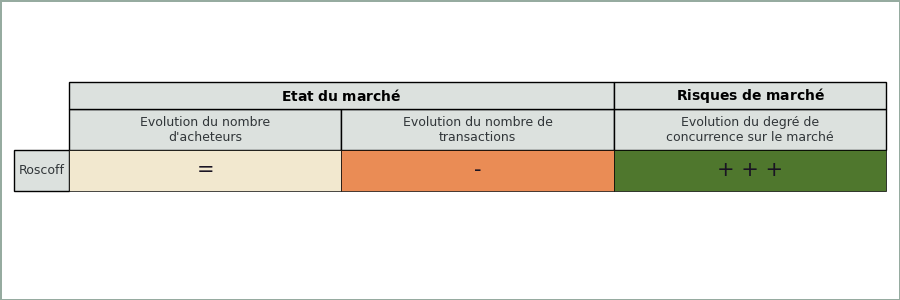 Etat du marché
Risques de marché
Evolution du nombre
d'acheteurs
Evolution du nombre de
transactions
Evolution du degré de
concurrence sur le marché
Roscoff
=
-
+ + +